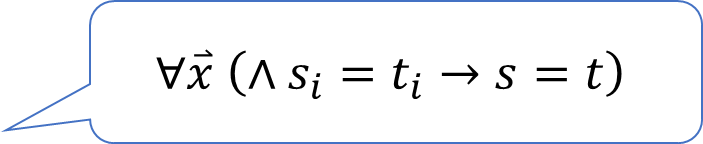 ∀x⃗ (∧ sᵢ = tᵢ → s = t)